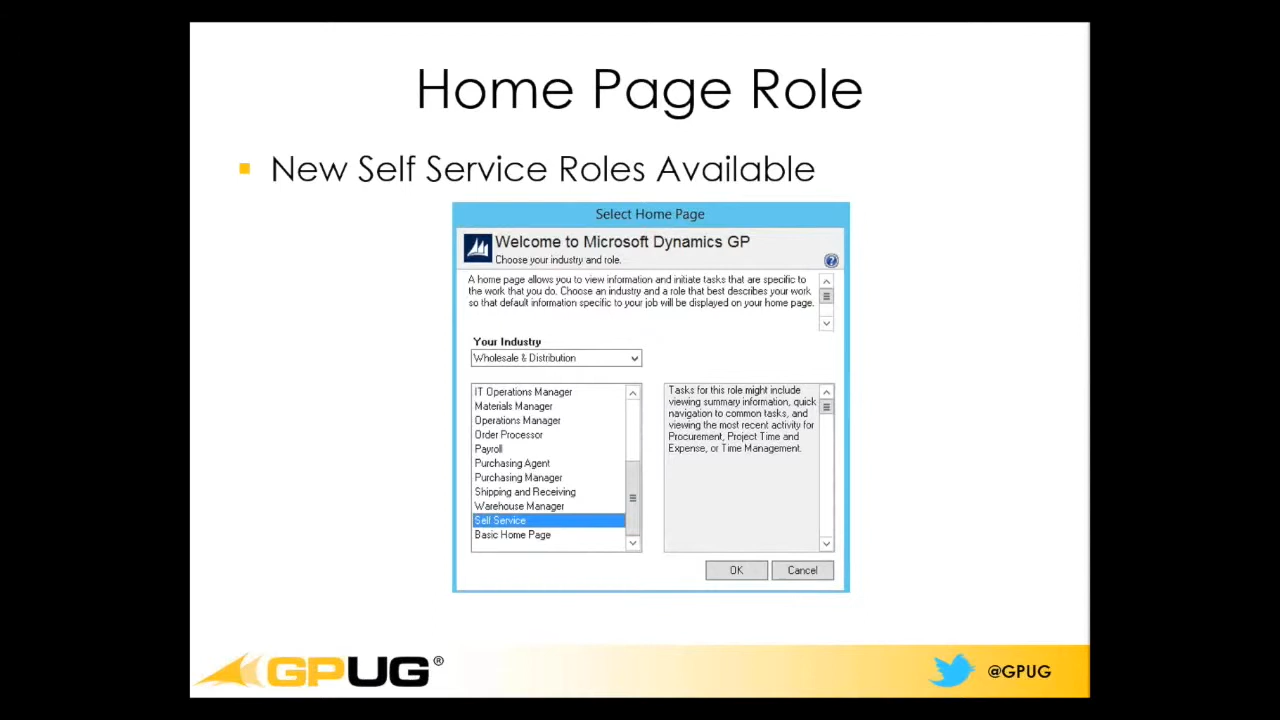 Home Page Role
New Self Service Roles Available
Select Home Page
Welcome to Microsoft Dynamics GP
Choose your industry and role.
A home page allows you to view information and initiate tasks that are specific to
the work that you do. Choose an industry and a role that best describes your work
so that default information specific to your job will be displayed on your home page.
Your Industry
Wholesale & Distribution
IT Operations Manager
Materials Manager
Operations Manager
Order Processor
Payroll
Purchasing Agent
Purchasing Manager
Shipping and Receiving
Warehouse Manager
Self Service
Basic Home Page
Tasks for this role might include
viewing summary information, quick
navigation to common tasks, and
viewing the most recent activity for
Procurement, Project Time and
Expense, or Time Management.
OK
Cancel
GPUG®
@GPUG